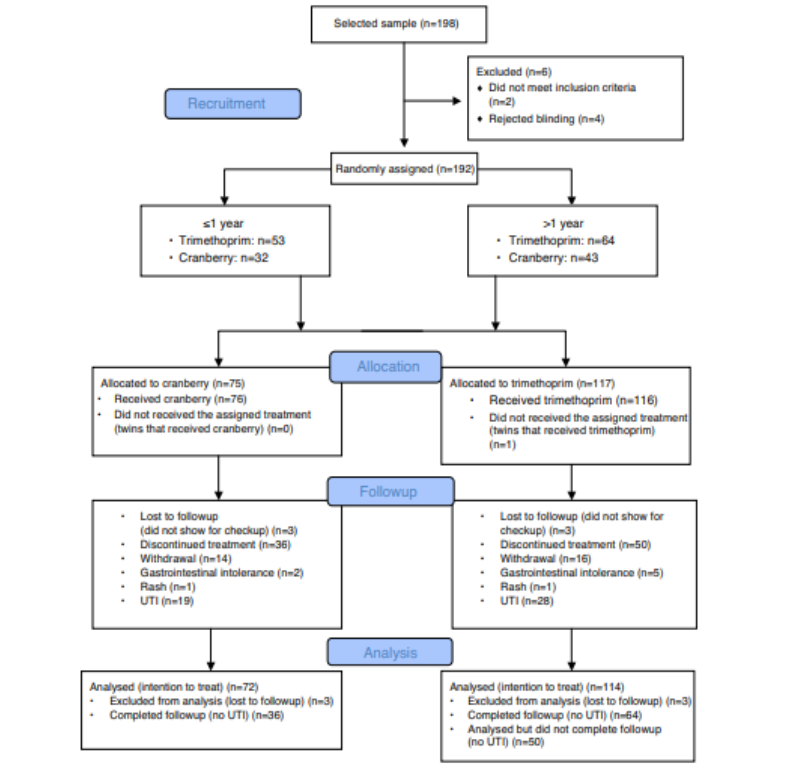 Selected sample (n=198)
Excluded (n=6)
♦ Did not meet inclusion criteria
(n=2)
♦ Rejected blinding (n=4)
Recruitment
Randomly assigned (n=192)
≤1 year
• Trimethoprim: n=53
• Cranberry: n=32
>1 year
• Trimethoprim: n=64
• Cranberry: n=43
Allocation
Allocated to cranberry (n=75)
• Received cranberry (n=76)
• Did not received the assigned treatment
(twins that received cranberry) (n=0)
Allocated to trimethoprim (n=117)
• Received trimethoprim (n=116)
• Did not received the assigned treatment
(twins that received trimethoprim)
(n=1)
Followup
• Lost to followup
(did not show for checkup) (n=3)
• Discontinued treatment (n=36)
• Withdrawal (n=14)
• Gastrointestinal intolerance (n=2)
• Rash (n=1)
• UTI (n=19)
• Lost to followup (did not show for
checkup) (n=3)
• Discontinued treatment (n=50)
• Withdrawal (n=16)
• Gastrointestinal intolerance (n=5)
• Rash (n=1)
• UTI (n=28)
Analysis
Analysed (intention to treat) (n=72)
• Excluded from analysis (lost to followup) (n=3)
• Completed followup (no UTI) (n=36)
Analysed (intention to treat) (n=114)
• Excluded from analysis (lost to followup) (n=3)
• Completed followup (no UTI) (n=64)
• Analysed but did not complete followup
(no UTI) (n=50)